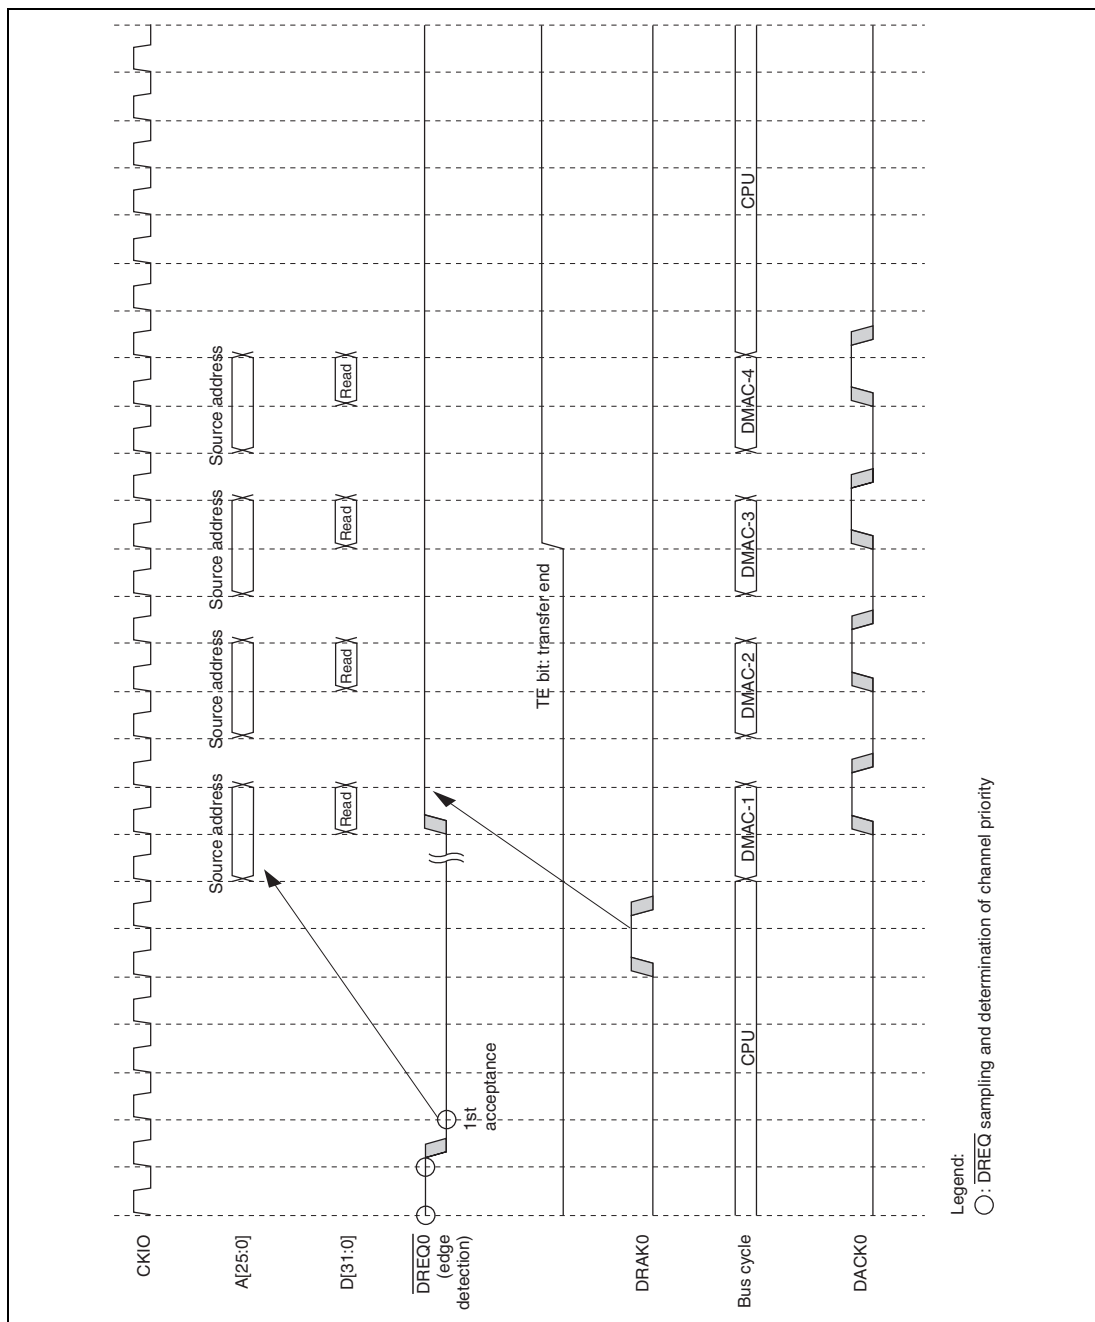 CKIO
A[25:0]
Source address
Source address
Source address
Source address
D[31:0]
Read
Read
Read
Read
DREQ0
(edge
detection)
1st
acceptance
TE bit: transfer end
DRAK0
Bus cycle
CPU
DMAC-1
DMAC-2
DMAC-3
DMAC-4
CPU
DACK0
Legend:
○: DREQ sampling and determination of channel priority